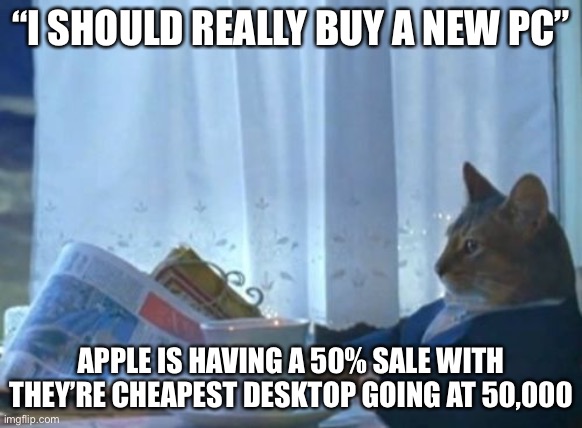 “I SHOULD REALLY BUY A NEW PC”
APPLE IS HAVING A 50% SALE WITH
THEY’RE CHEAPEST DESKTOP GOING AT 50,000
imgflip.com